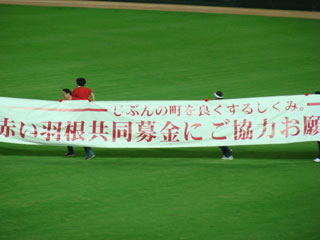 じぶんの町を良くするしくみ。
赤い羽根共同募金にご協力お願